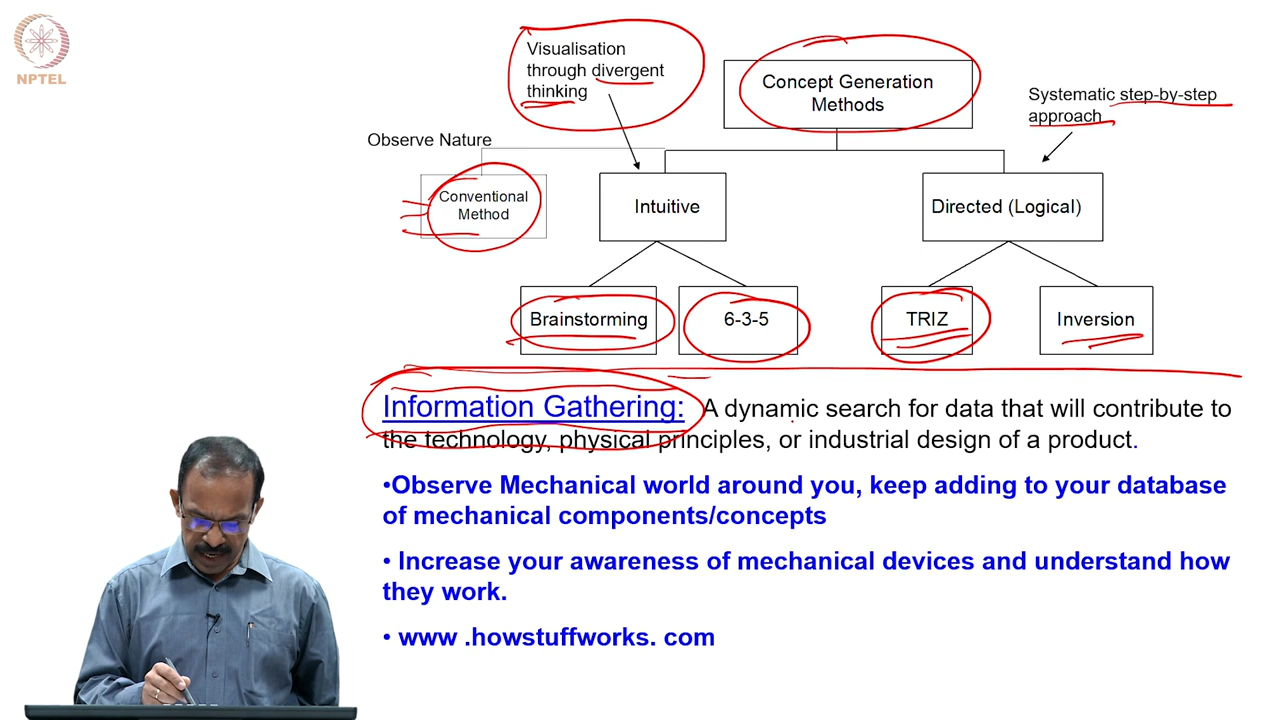 NPTEL
Visualisation
through divergent
thinking
Concept Generation
Methods
Systematic step-by-step
approach
Observe Nature
Conventional
Method
Intuitive
Directed (Logical)
Brainstorming
6-3-5
TRIZ
Inversion
Information Gathering: A dynamic search for data that will contribute to
the technology, physical principles, or industrial design of a product.
•Observe Mechanical world around you, keep adding to your database
of mechanical components/concepts
• Increase your awareness of mechanical devices and understand how
they work.
• www .howstuffworks. com